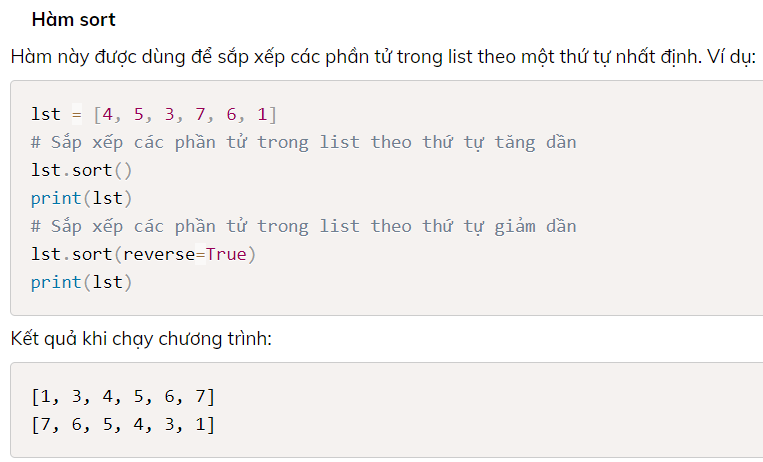 Hàm sort
Hàm này được dùng để sắp xếp các phần tử trong list theo một thứ tự nhất định. Ví dụ:
lst = [4, 5, 3, 7, 6, 1]
# Sắp xếp các phần tử trong list theo thứ tự tăng dần
lst.sort()
print(lst)
# Sắp xếp các phần tử trong list theo thứ tự giảm dần
lst.sort(reverse=True)
print(lst)
Kết quả khi chạy chương trình:
[1, 3, 4, 5, 6, 7]
[7, 6, 5, 4, 3, 1]